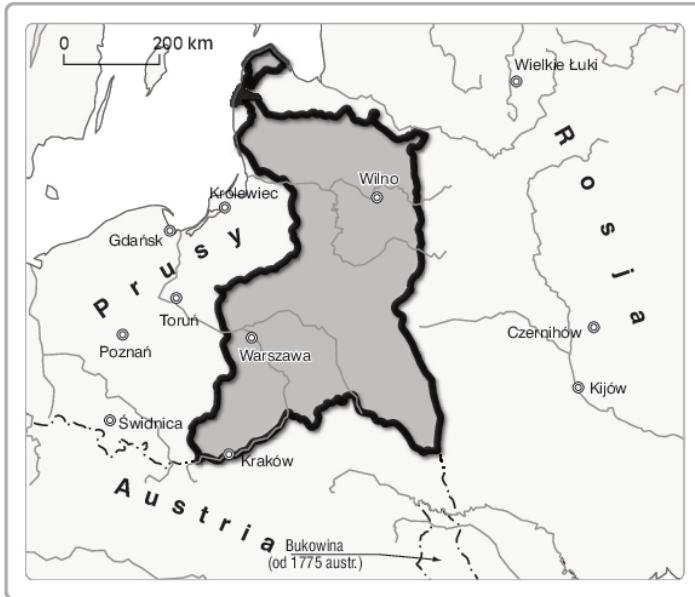 0 200 km
Wielkie Łuki
Rosja
Wilno
Królewiec
Gdańsk
Prusy
Toruń
Czernihów
Warszawa
Poznań
Kijów
Świdnica
Kraków
Austria
Bukowina
(od 1775 austr.)